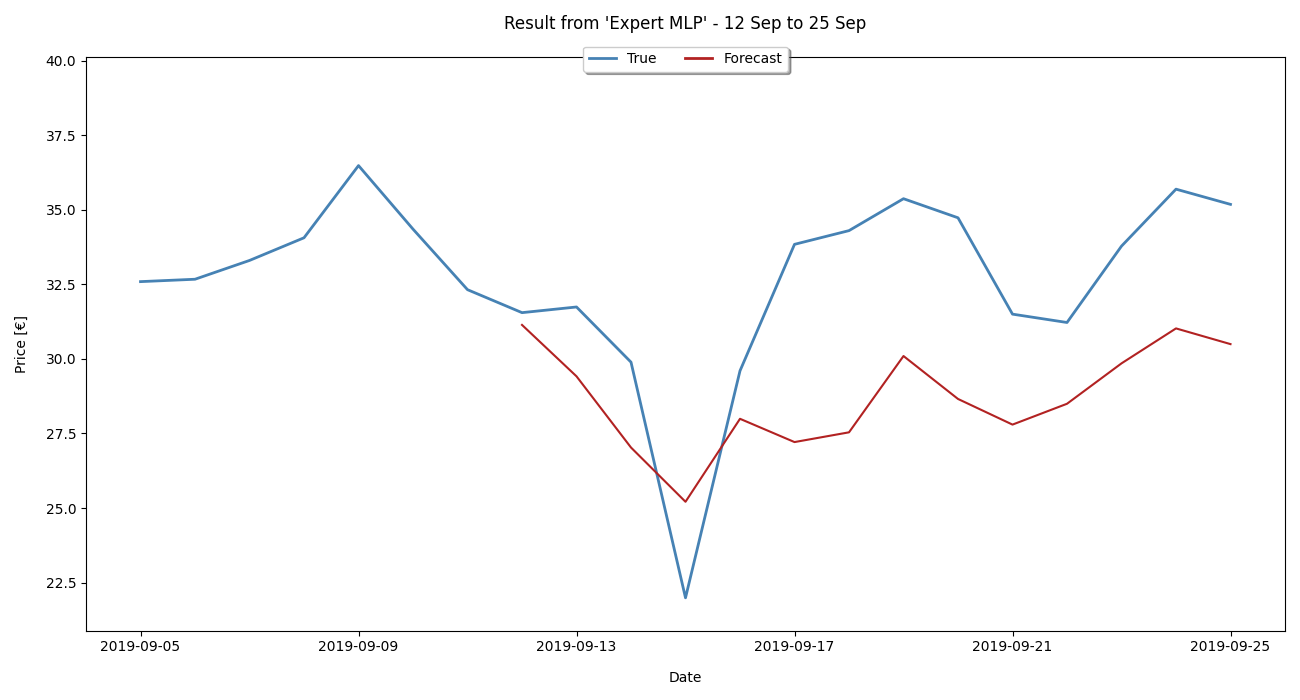 Result from 'Expert MLP' - 12 Sep to 25 Sep
True Forecast
40.0
37.5
35.0
32.5
30.0
27.5
25.0
22.5
Price [€]
2019-09-05 2019-09-09 2019-09-13 2019-09-17 2019-09-21 2019-09-25
Date